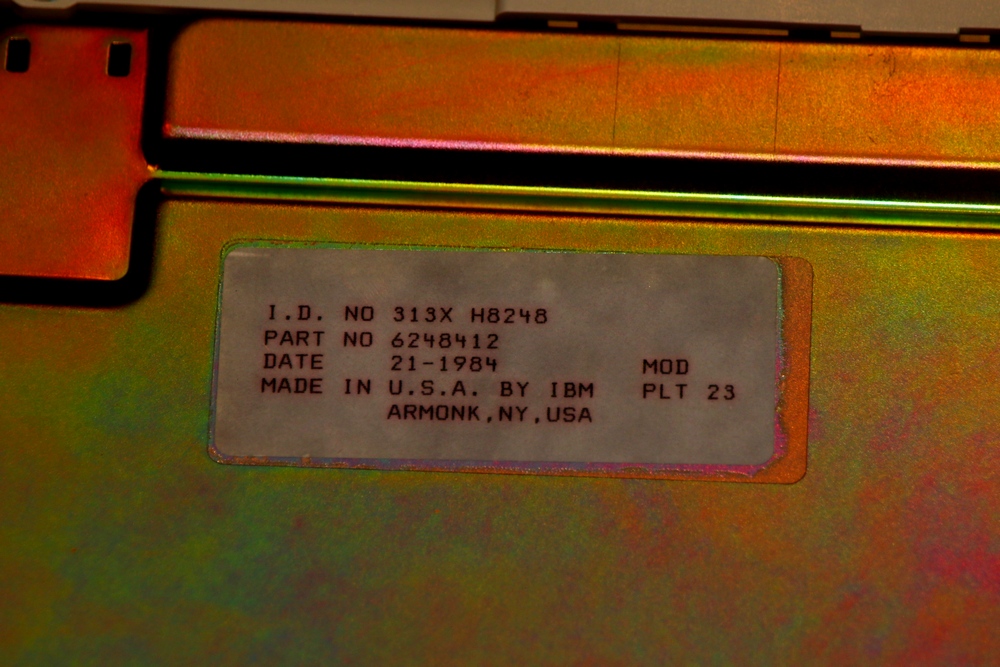 I.D. NO 313X H8248
PART NO 6248412
DATE 21-1984 MOD
MADE IN U.S.A. BY IBM PLT 23
ARMONK,NY,USA